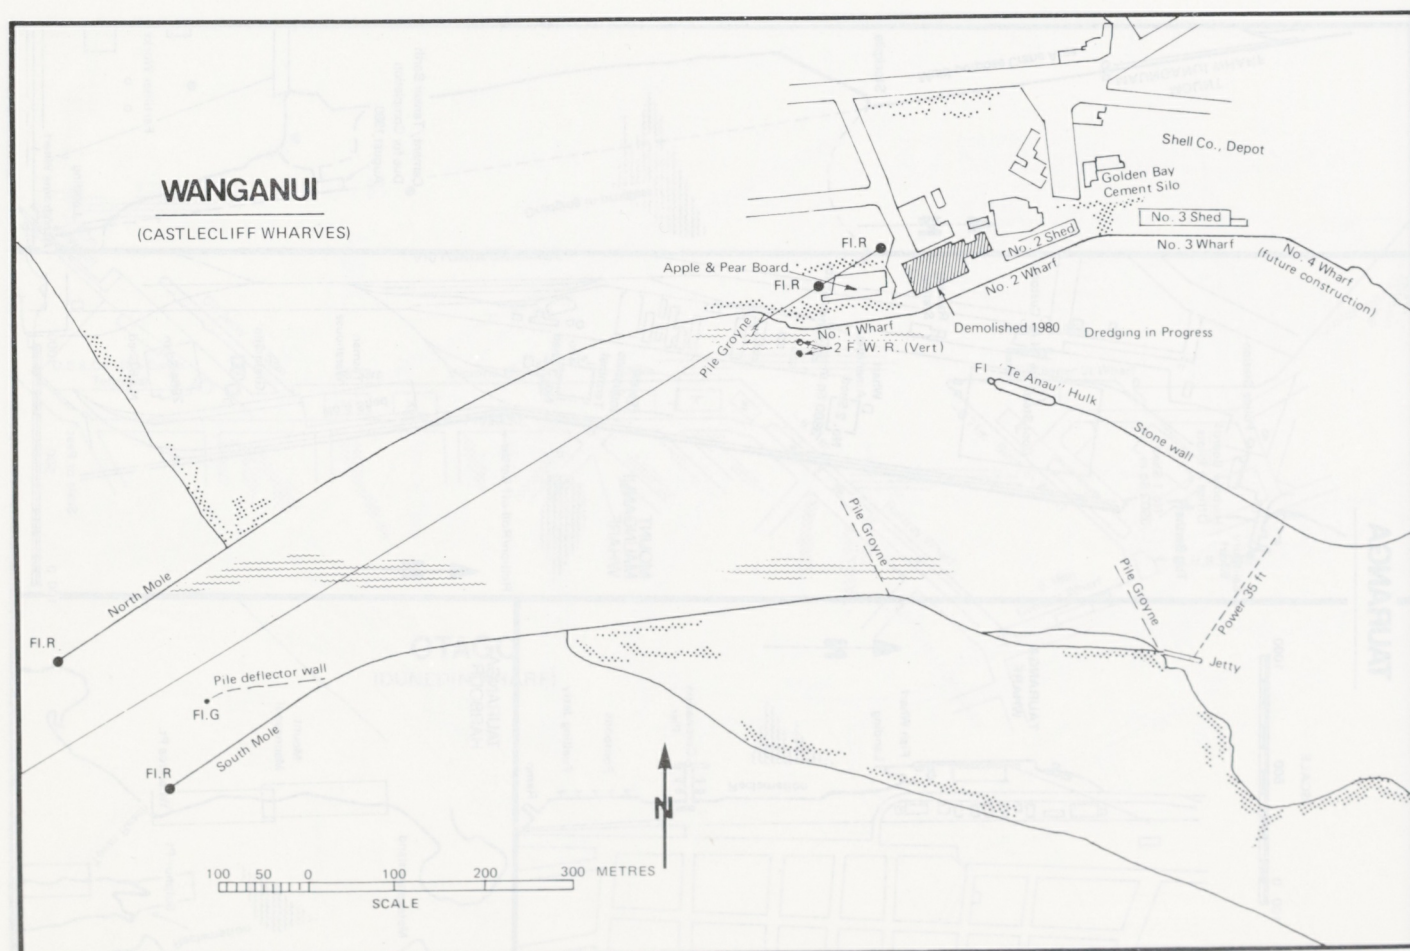 WANGANUI
(CASTLECLIFF WHARVES)
Shell Co., Depot
Golden Bay
Cement Silo
No. 3 Shed
No. 2 Shed
No. 3 Wharf
No. 4 Wharf
(future construction)
Fl.R
Apple & Pear Board
Fl.R
No. 2 Wharf
No. 1 Wharf
Demolished 1980
Dredging in Progress
2 F. W. R. (Vert)
Pile Groyne
Fl
"Te Anau" Hulk
Stone wall
Pile Groyne
Pile Groyne
Power 35 ft
Jetty
North Mole
Fl.R
Pile deflector wall
Fl.G
South Mole
Fl.R
N
100 50 0 100 200 300 METRES
SCALE